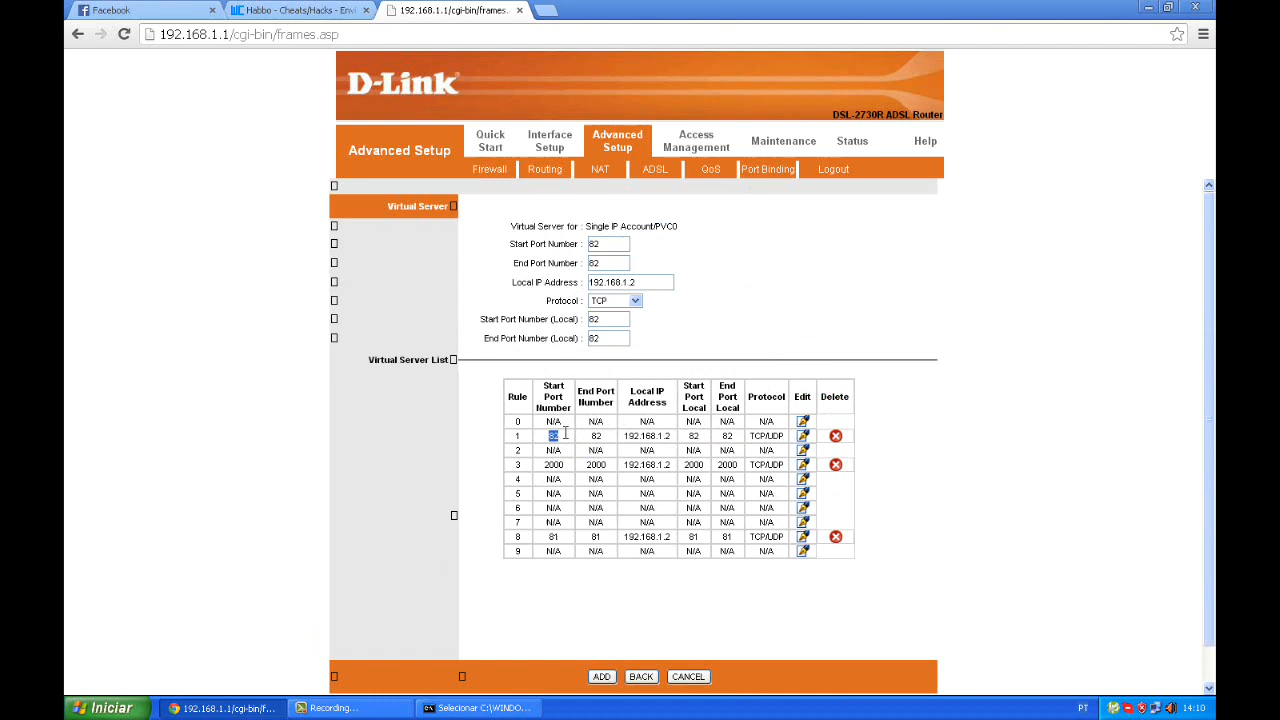 Facebook
Habbo - Cheats/Hacks - Envi
192.168.1.1/cgi-bin/frames.
192.168.1.1/cgi-bin/frames.asp
D-Link
DSL-2730R ADSL Router
Advanced Setup
Quick Start
Interface Setup
Advanced Setup
Access Management
Maintenance
Status
Help
Firewall
Routing
NAT
ADSL
QoS
Port Binding
Logout
Virtual Server
Virtual Server for : Single IP Account/PVC0
Start Port Number : 82
End Port Number : 82
Local IP Address : 192.168.1.2
Protocol : TCP
Start Port Number (Local) : 82
End Port Number (Local) : 82
Virtual Server List
Rule Start Port Number End Port Number Local IP Address Start Port Local End Port Local Protocol Edit Delete
0 N/A N/A N/A N/A N/A N/A
1 82 82 192.168.1.2 82 82 TCP/UDP
2 N/A N/A N/A N/A N/A N/A
3 2000 2000 192.168.1.2 2000 2000 TCP/UDP
4 N/A N/A N/A N/A N/A N/A
5 N/A N/A N/A N/A N/A N/A
6 N/A N/A N/A N/A N/A N/A
7 N/A N/A N/A N/A N/A N/A
8 81 81 192.168.1.2 81 81 TCP/UDP
9 N/A N/A N/A N/A N/A N/A
ADD BACK CANCEL
Iniciar
192.168.1.1/cgi-bin/f...
Recording...
Selecionar C:\WINDO...
PT
14:10